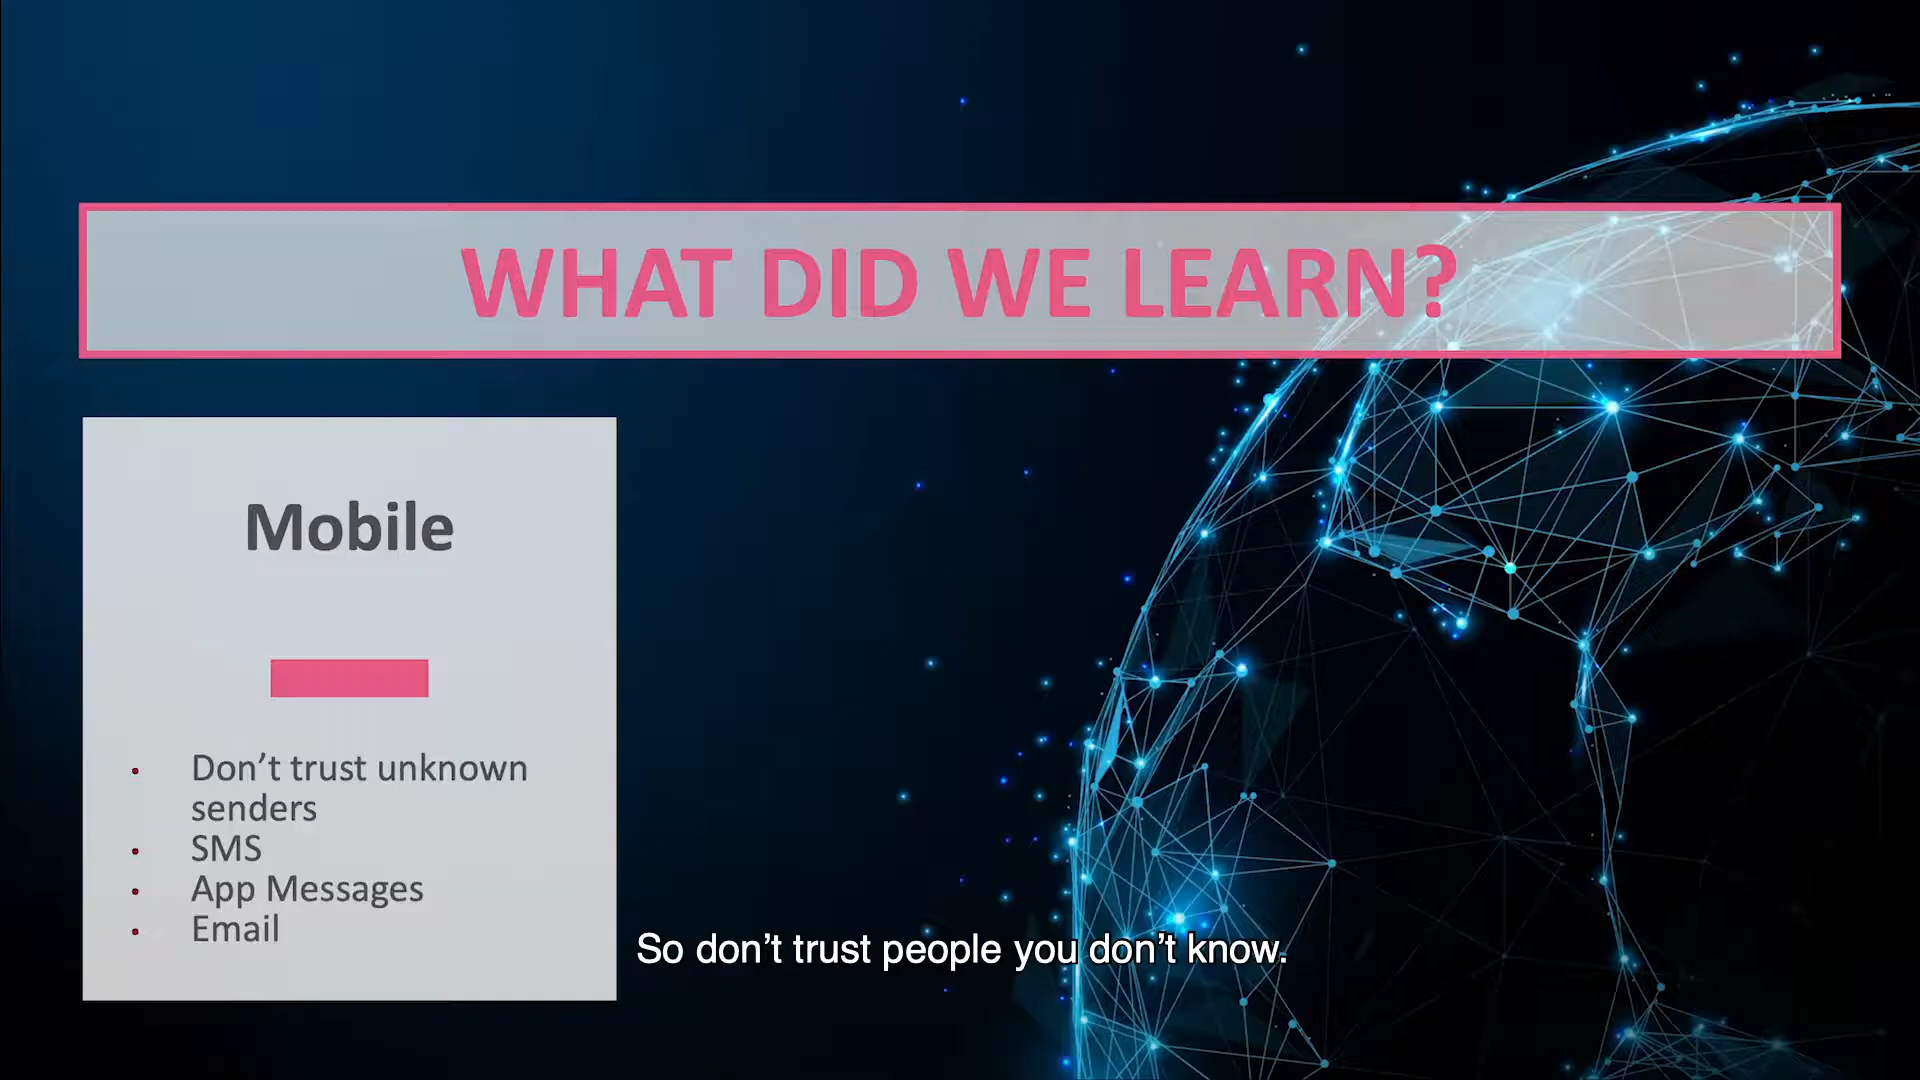 WHAT DID WE LEARN?
Mobile
• Don’t trust unknown
senders
• SMS
• App Messages
• Email
So don’t trust people you don’t know.